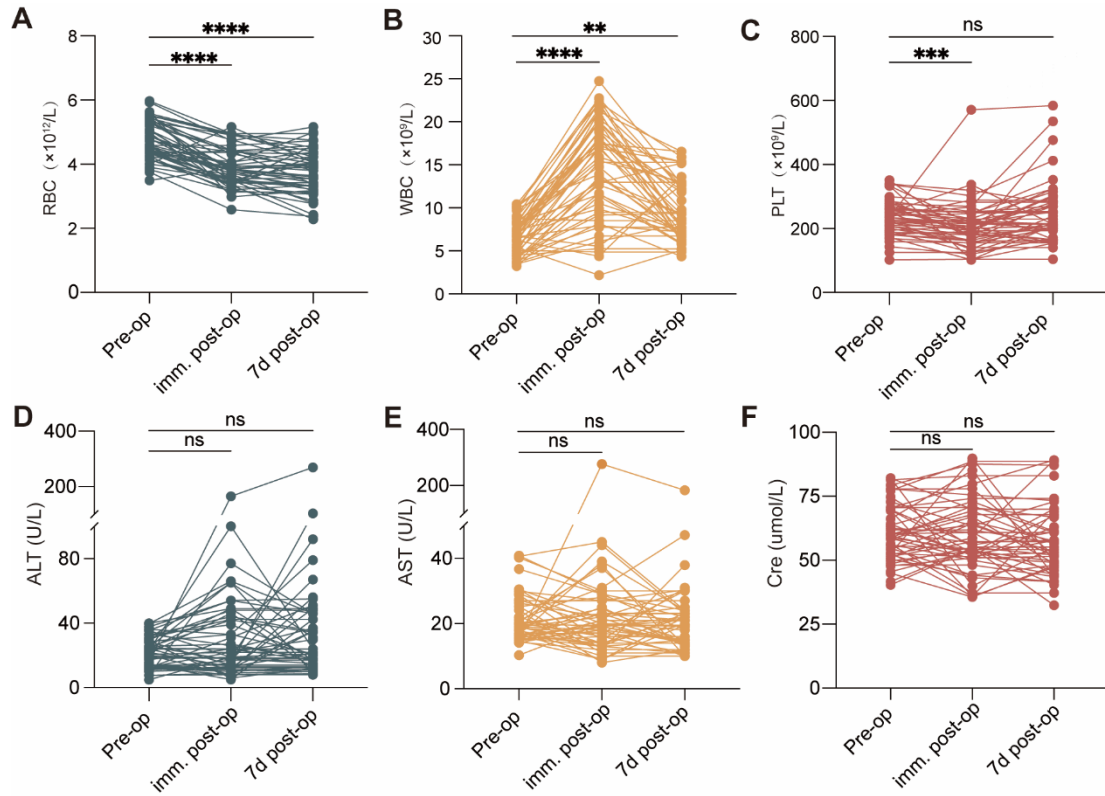 A
RBC (×10¹²/L)
8
6
4
2
0
****
****
Pre-op
imm. post-op
7d post-op
B
WBC (×10⁹/L)
30
25
20
15
10
5
0
**
****
Pre-op
imm. post-op
7d post-op
C
PLT (×10⁹/L)
800
600
400
200
0
ns
***
Pre-op
imm. post-op
7d post-op
D
ALT (U/L)
400
200
80
40
0
ns
ns
Pre-op
imm. post-op
7d post-op
E
AST (U/L)
400
200
40
20
0
ns
ns
Pre-op
imm. post-op
7d post-op
F
Cre (umol/L)
100
75
50
25
0
ns
ns
Pre-op
imm. post-op
7d post-op